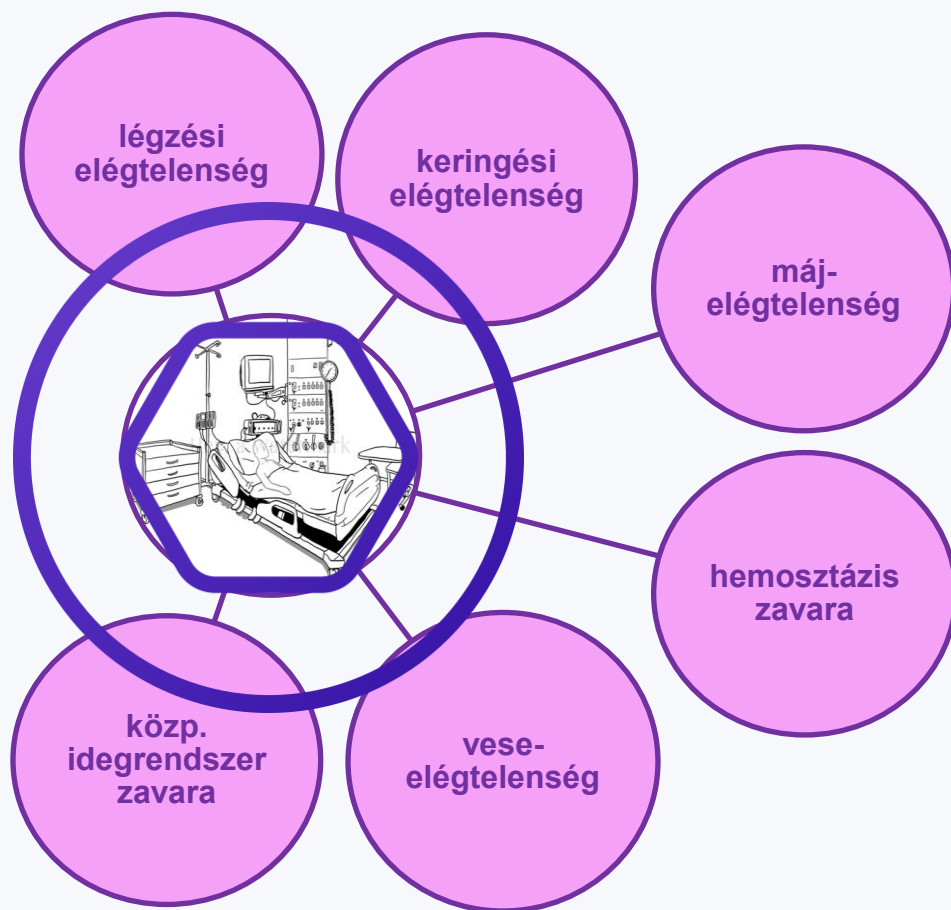 légzési
elégtelenség
keringési
elégtelenség
máj-
elégtelenség
hemosztázis
zavara
vese-
elégtelenség
közp.
idegrendszer
zavara